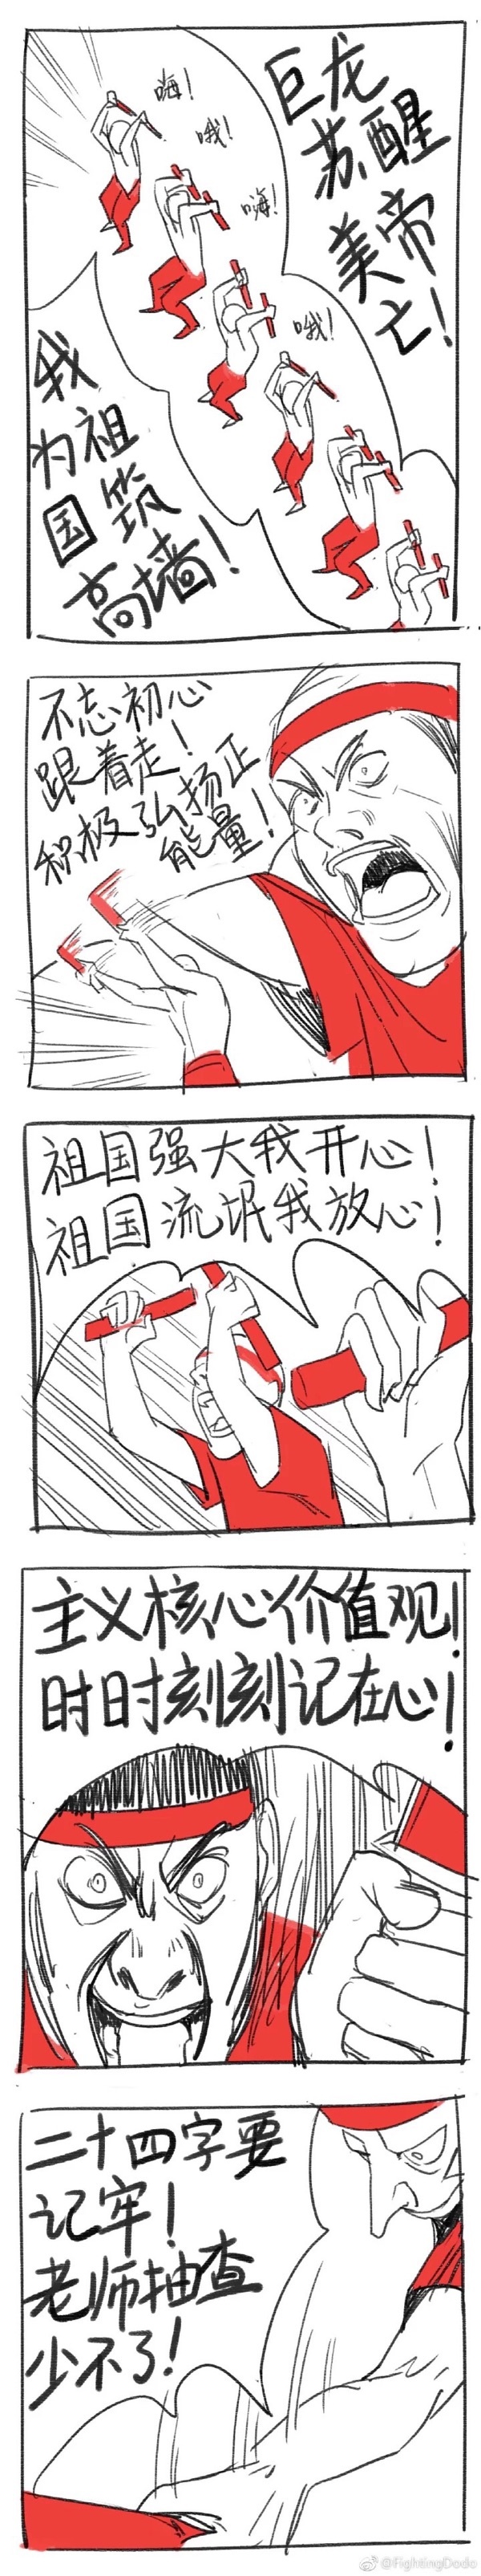 嗨!
哦!
嗨!
哦!
巨龙
苏醒
美帝
亡!
我
为祖
国筑
高墙!
不忘初心
跟着走!
积极弘扬正
能量!
祖国强大我开心!
祖国流氓我放心!
主义核心价值观!
时时刻刻记在心!
二十四字要
记牢!
老师抽查
少不了!
@FightingDodo